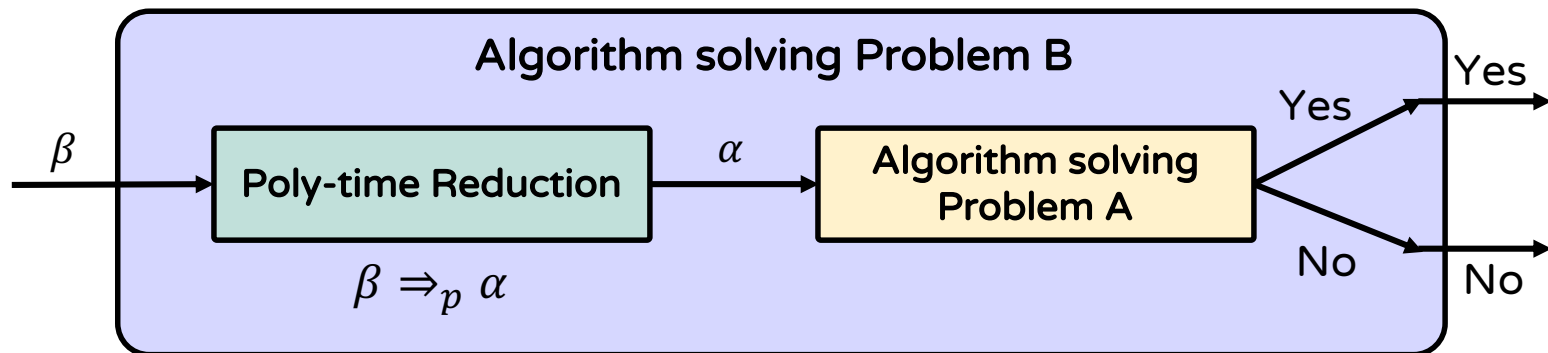 Algorithm solving Problem B
β
Poly-time Reduction
β ⇒ₚ α
α
Algorithm solving
Problem A
Yes
No
Yes
No